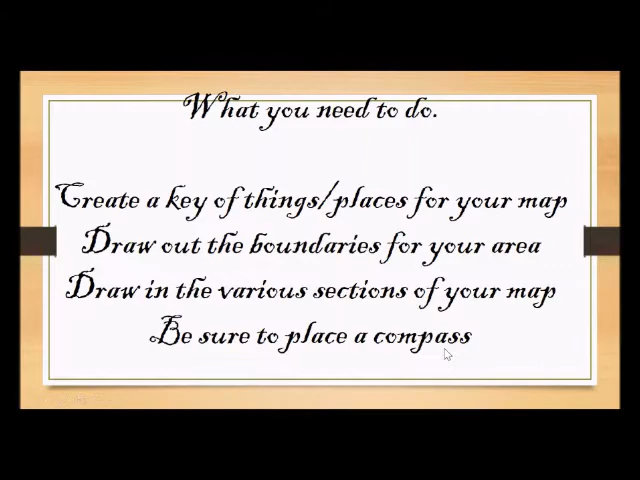 What you need to do.
Create a key of things/places for your map
Draw out the boundaries for your area
Draw in the various sections of your map
Be sure to place a compass